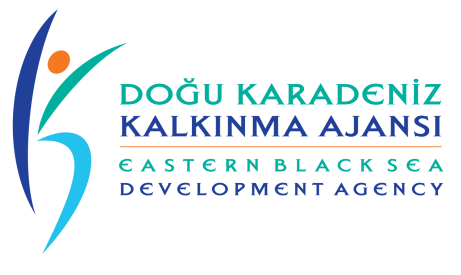 DOĞU KARADENİZ
KALKINMA AJANSI
EASTERN BLACK SEA
DEVELOPMENT AGENCY